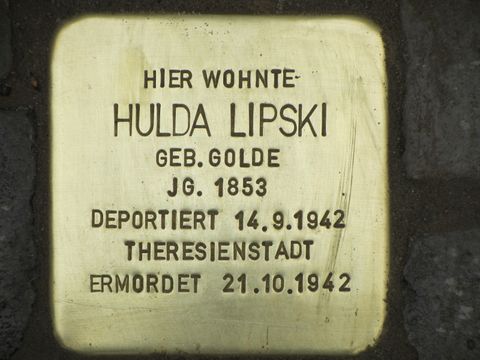 HIER WOHNTE
HULDA LIPSKI
GEB. GOLDE
JG. 1853
DEPORTIERT 14.9.1942
THERESIENSTADT
ERMORDET 21.10.1942